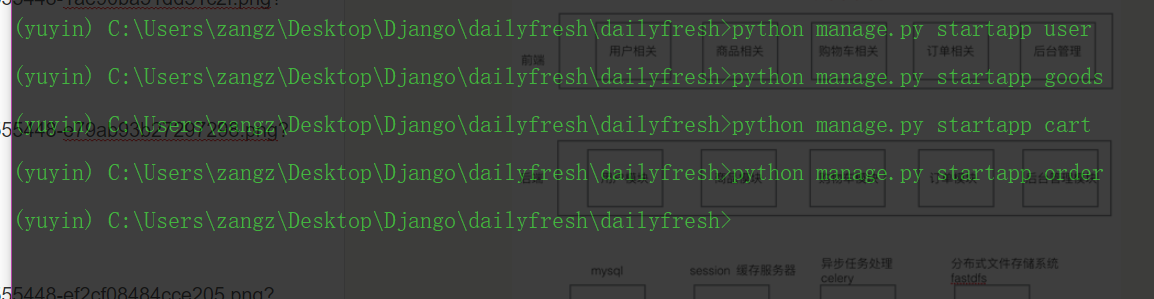 (yuyin) C:\Users\zangz\Desktop\Django\dailyfresh\dailyfresh>python manage.py startapp user
用户相关 商品相关 购物车相关 订单相关 后台管理
前端
(yuyin) C:\Users\zangz\Desktop\Django\dailyfresh\dailyfresh>python manage.py startapp goods
(yuyin) C:\Users\zangz\Desktop\Django\dailyfresh\dailyfresh>python manage.py startapp cart
(yuyin) C:\Users\zangz\Desktop\Django\dailyfresh\dailyfresh>python manage.py startapp order
(yuyin) C:\Users\zangz\Desktop\Django\dailyfresh\dailyfresh>
mysql session 缓存服务器 异步任务处理 分布式文件存储系统
celery fastdfs
55448-ef2cf08484cce205.png?